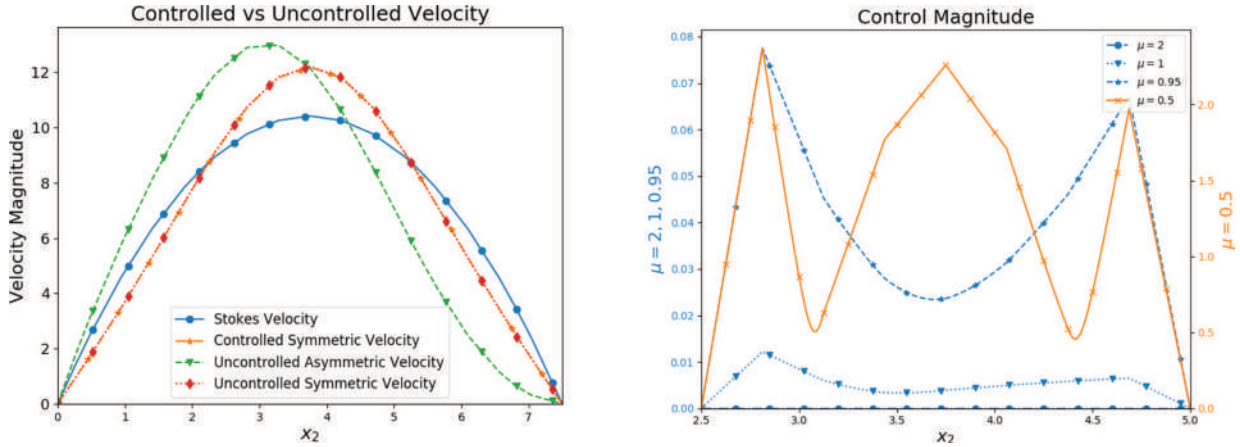 Controlled vs Uncontrolled Velocity
Velocity Magnitude
12
10
8
6
4
2
0
Stokes Velocity
Controlled Symmetric Velocity
Uncontrolled Asymmetric Velocity
Uncontrolled Symmetric Velocity
0 1 2 3 4 5 6 7
x₂
Control Magnitude
μ = 2, 1, 0.95
0.08
0.07
0.06
0.05
0.04
0.03
0.02
0.01
0.00
μ = 2
μ = 1
μ = 0.95
μ = 0.5
2.0
1.5
1.0
0.5
0.0
μ = 0.5
2.5 3.0 3.5 4.0 4.5 5.0
x₂